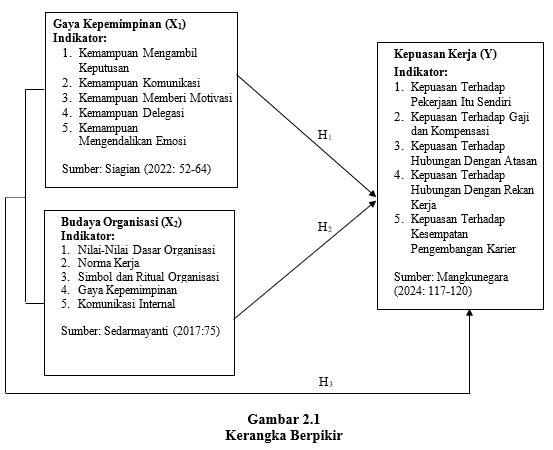 Gaya Kepemimpinan (X₁)
Indikator:
1. Kemampuan Mengambil
Keputusan
2. Kemampuan Komunikasi
3. Kemampuan Memberi Motivasi
4. Kemampuan Delegasi
5. Kemampuan
Mengendalikan Emosi
Sumber: Siagian (2022: 52-64)
Budaya Organisasi (X₂)
Indikator:
1. Nilai-Nilai Dasar Organisasi
2. Norma Kerja
3. Simbol dan Ritual Organisasi
4. Gaya Kepemimpinan
5. Komunikasi Internal
Sumber: Sedarmayanti (2017:75)
H₁
H₂
H₃
Kepuasan Kerja (Y)
Indikator:
1. Kepuasan Terhadap
Pekerjaan Itu Sendiri
2. Kepuasan Terhadap Gaji
dan Kompensasi
3. Kepuasan Terhadap
Hubungan Dengan Atasan
4. Kepuasan Terhadap
Hubungan Dengan Rekan
Kerja
5. Kepuasan Terhadap
Kesempatan
Pengembangan Karier
Sumber: Mangkunegara
(2024: 117-120)
Gambar 2.1
Kerangka Berpikir